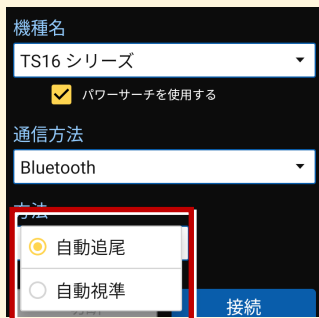 機種名
TS16 シリーズ
パワーサーチを使用する
通信方法
Bluetooth
方法
自動追尾
自動視準
接続